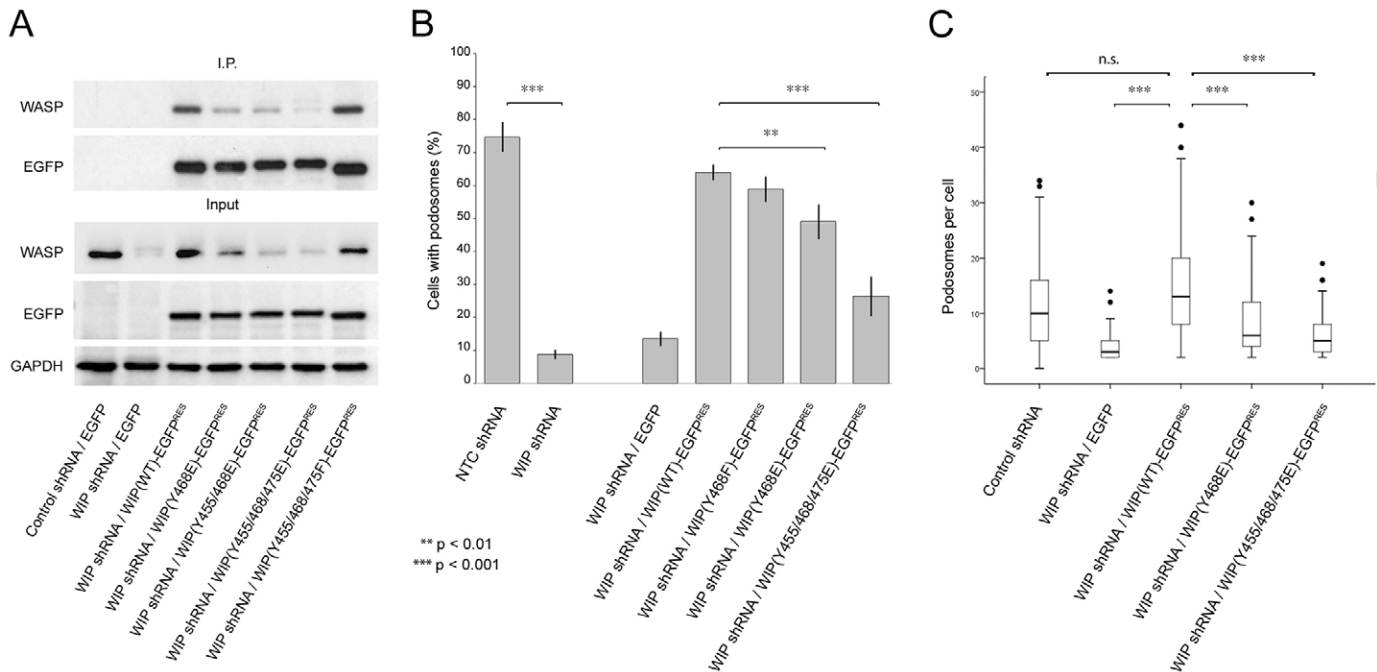 A
I.P.
WASP
EGFP
Input
WASP
EGFP
GAPDH
Control shRNA / EGFP
WIP shRNA / EGFP
WIP shRNA / WIP(WT)-EGFPRES
WIP shRNA / WIP(Y468E)-EGFPRES
WIP shRNA / WIP(Y455/468E)-EGFPRES
WIP shRNA / WIP(Y455/468/475E)-EGFPRES
WIP shRNA / WIP(Y455/468/475F)-EGFPRES
B
Cells with podosomes (%)
100
90
80
70
60
50
40
30
20
10
0
***
***
**
NTC shRNA
WIP shRNA
WIP shRNA / EGFP
WIP shRNA / WIP(WT)-EGFPRES
WIP shRNA / WIP(Y468F)-EGFPRES
WIP shRNA / WIP(Y468E)-EGFPRES
WIP shRNA / WIP(Y455/468/475E)-EGFPRES
** p < 0.01
*** p < 0.001
C
Podosomes per cell
50
40
30
20
10
0
n.s.
***
***
***
Control shRNA
WIP shRNA / EGFP
WIP shRNA / WIP(WT)-EGFPRES
WIP shRNA / WIP(Y468E)-EGFPRES
WIP shRNA / WIP(Y455/468/475E)-EGFPRES